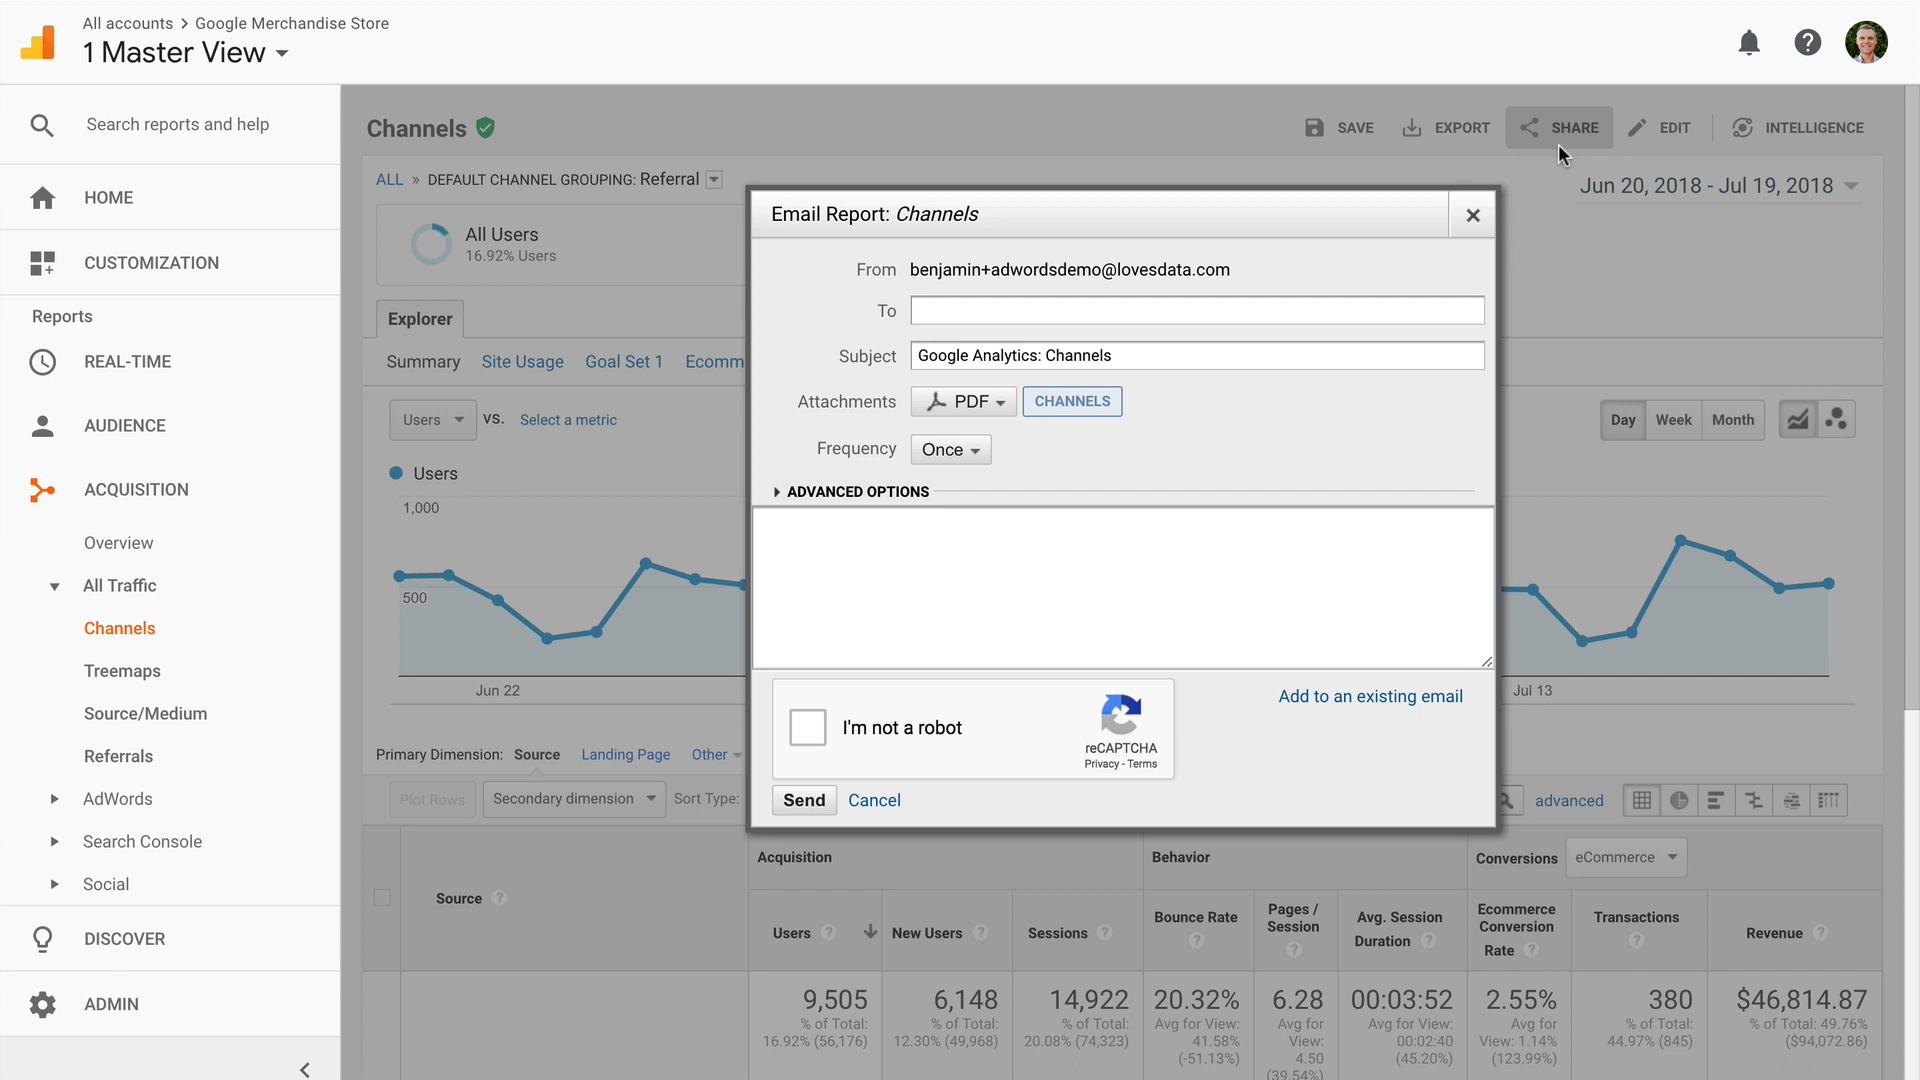 All accounts > Google Merchandise Store
1 Master View
Search reports and help
HOME
CUSTOMIZATION
Reports
REAL-TIME
AUDIENCE
ACQUISITION
Overview
All Traffic
Channels
Treemaps
Source/Medium
Referrals
AdWords
Search Console
Social
DISCOVER
ADMIN
Channels
SAVE
EXPORT
SHARE
EDIT
INTELLIGENCE
ALL » DEFAULT CHANNEL GROUPING: Referral
Jun 20, 2018 - Jul 19, 2018
All Users
16.92% Users
Explorer
Summary Site Usage Goal Set 1 Ecomm
Users VS. Select a metric
Day Week Month
Users
1,000
500
Jun 22
Jul 13
Email Report: Channels
From benjamin+adwordsdemo@lovesdata.com
To
Subject Google Analytics: Channels
Attachments PDF CHANNELS
Frequency Once
ADVANCED OPTIONS
I'm not a robot
reCAPTCHA
Privacy - Terms
Add to an existing email
Send Cancel
Primary Dimension: Source Landing Page Other
Plot Rows Secondary dimension Sort Type:
advanced
Acquisition Behavior Conversions eCommerce
Source
Users
New Users
Sessions
Bounce Rate
Pages /
Session
Avg. Session
Duration
Ecommerce
Conversion
Rate
Transactions
Revenue
9,505
% of Total:
16.92% (56,176)
6,148
% of Total:
12.30% (49,968)
14,922
% of Total:
20.08% (74,323)
20.32%
Avg for View:
41.58%
(-51.13%)
6.28
Avg for
View:
4.50
(39.54%)
00:03:52
Avg for View:
00:02:40
(45.20%)
2.55%
Avg for
View: 1.14%
(123.99%)
380
% of Total:
44.97% (845)
$46,814.87
% of Total: 49.76%
($94,072.86)